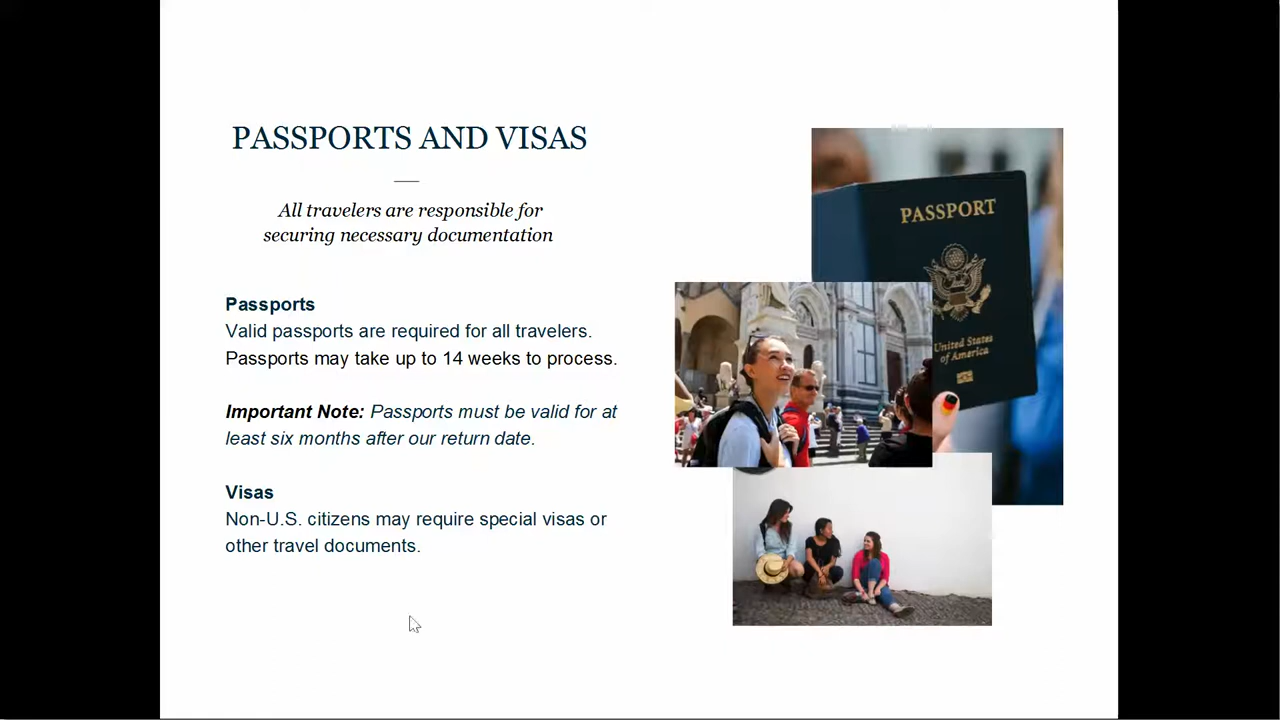 PASSPORTS AND VISAS
All travelers are responsible for
securing necessary documentation
Passports
Valid passports are required for all travelers.
Passports may take up to 14 weeks to process.
Important Note: Passports must be valid for at
least six months after our return date.
Visas
Non-U.S. citizens may require special visas or
other travel documents.
PASSPORT
United States
of America